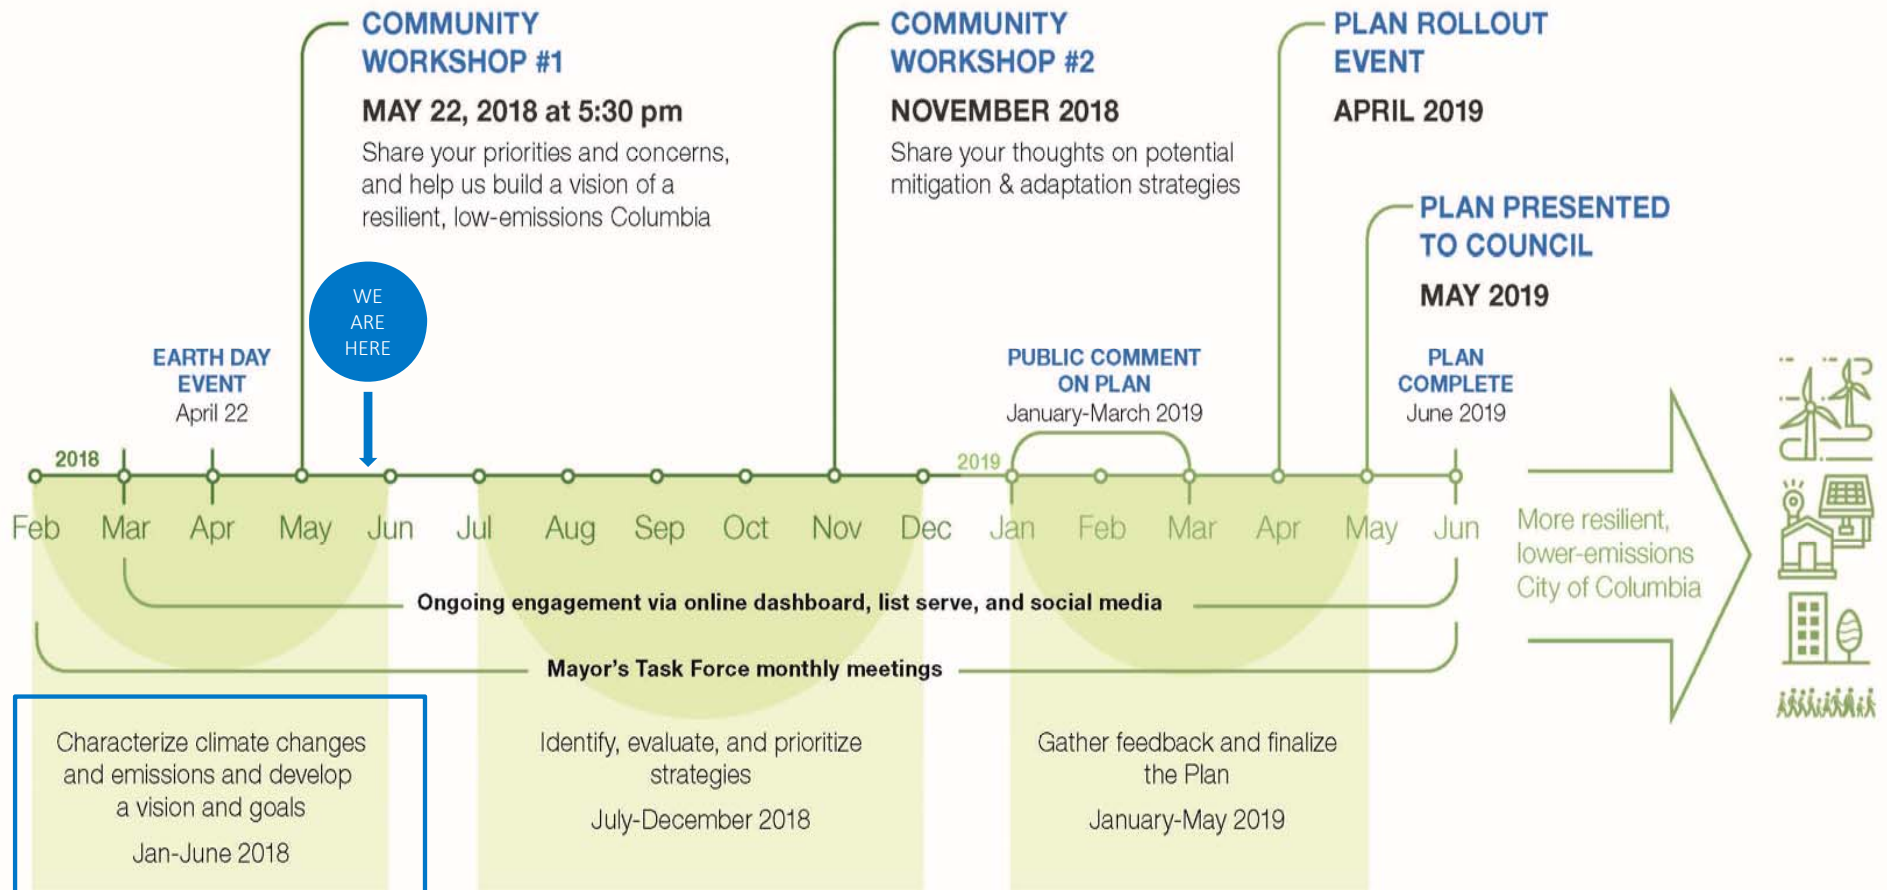 COMMUNITY
WORKSHOP #1
MAY 22, 2018 at 5:30 pm
Share your priorities and concerns,
and help us build a vision of a
resilient, low-emissions Columbia
COMMUNITY
WORKSHOP #2
NOVEMBER 2018
Share your thoughts on potential
mitigation & adaptation strategies
PLAN ROLLOUT
EVENT
APRIL 2019
PLAN PRESENTED
TO COUNCIL
MAY 2019
WE
ARE
HERE
EARTH DAY
EVENT
April 22
PUBLIC COMMENT
ON PLAN
January-March 2019
PLAN
COMPLETE
June 2019
2018
2019
Feb Mar Apr May Jun Jul Aug Sep Oct Nov Dec Jan Feb Mar Apr May Jun
More resilient,
lower-emissions
City of Columbia
Ongoing engagement via online dashboard, list serve, and social media
Mayor's Task Force monthly meetings
Characterize climate changes
and emissions and develop
a vision and goals
Jan-June 2018
Identify, evaluate, and prioritize
strategies
July-December 2018
Gather feedback and finalize
the Plan
January-May 2019